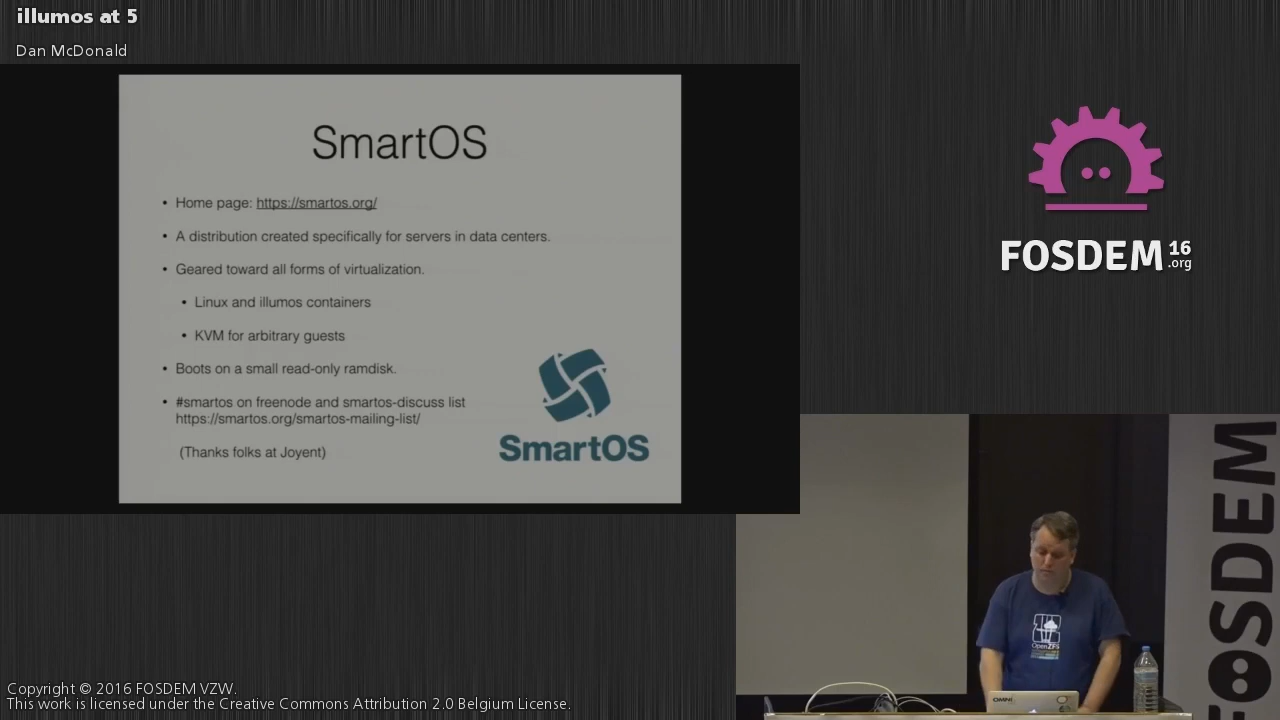 illumos at 5
Dan McDonald
SmartOS
• Home page: https://smartos.org/
• A distribution created specifically for servers in data centers.
• Geared toward all forms of virtualization.
• Linux and illumos containers
• KVM for arbitrary guests
• Boots on a small read-only ramdisk.
• #smartos on freenode and smartos-discuss list
https://smartos.org/smartos-mailing-list/
(Thanks folks at Joyent)
SmartOS
FOSDEM 16
.org
FOSDEM
OpenZFS
OMNI
Copyright © 2016 FOSDEM VZW.
This work is licensed under the Creative Commons Attribution 2. Belgium License.